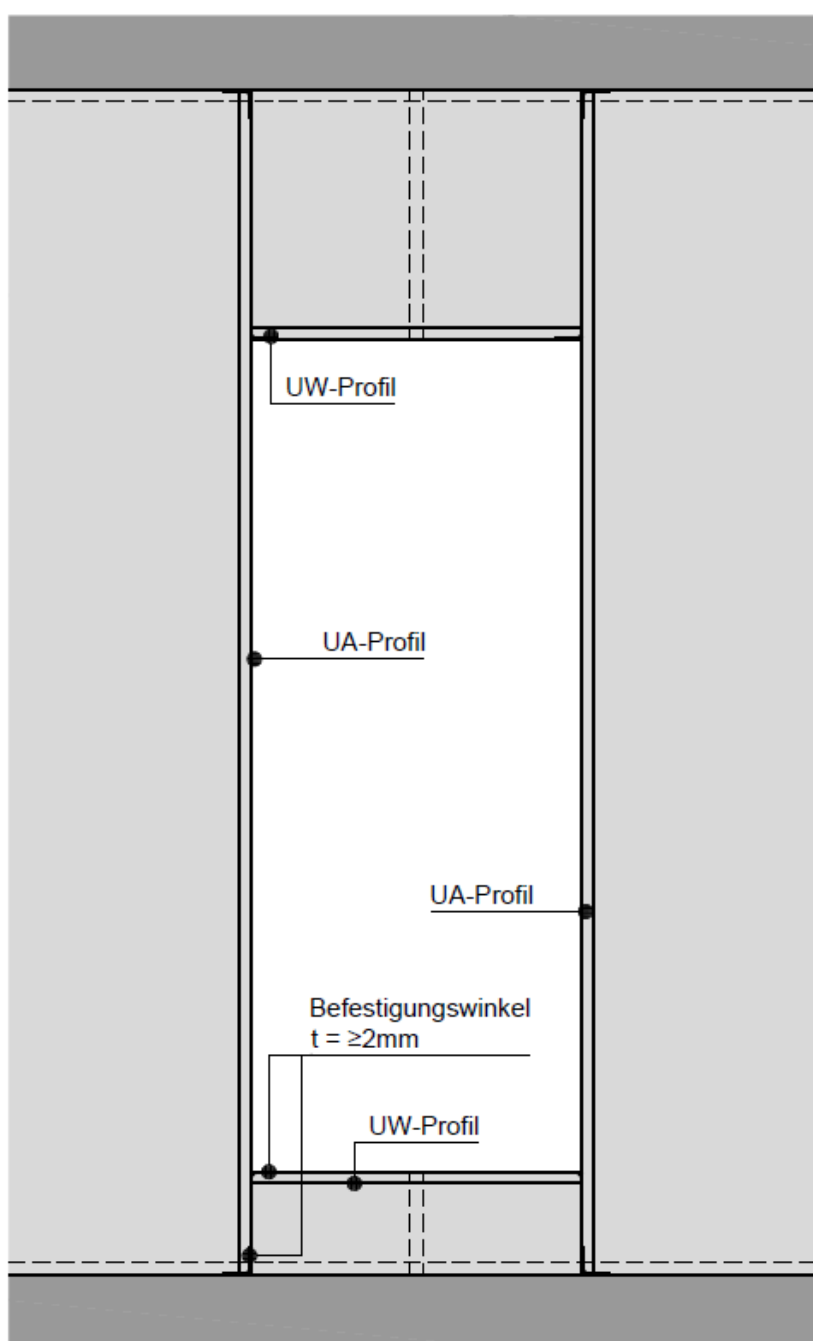 UW-Profil
UA-Profil
UA-Profil
Befestigungswinkel
t = ≥2mm
UW-Profil